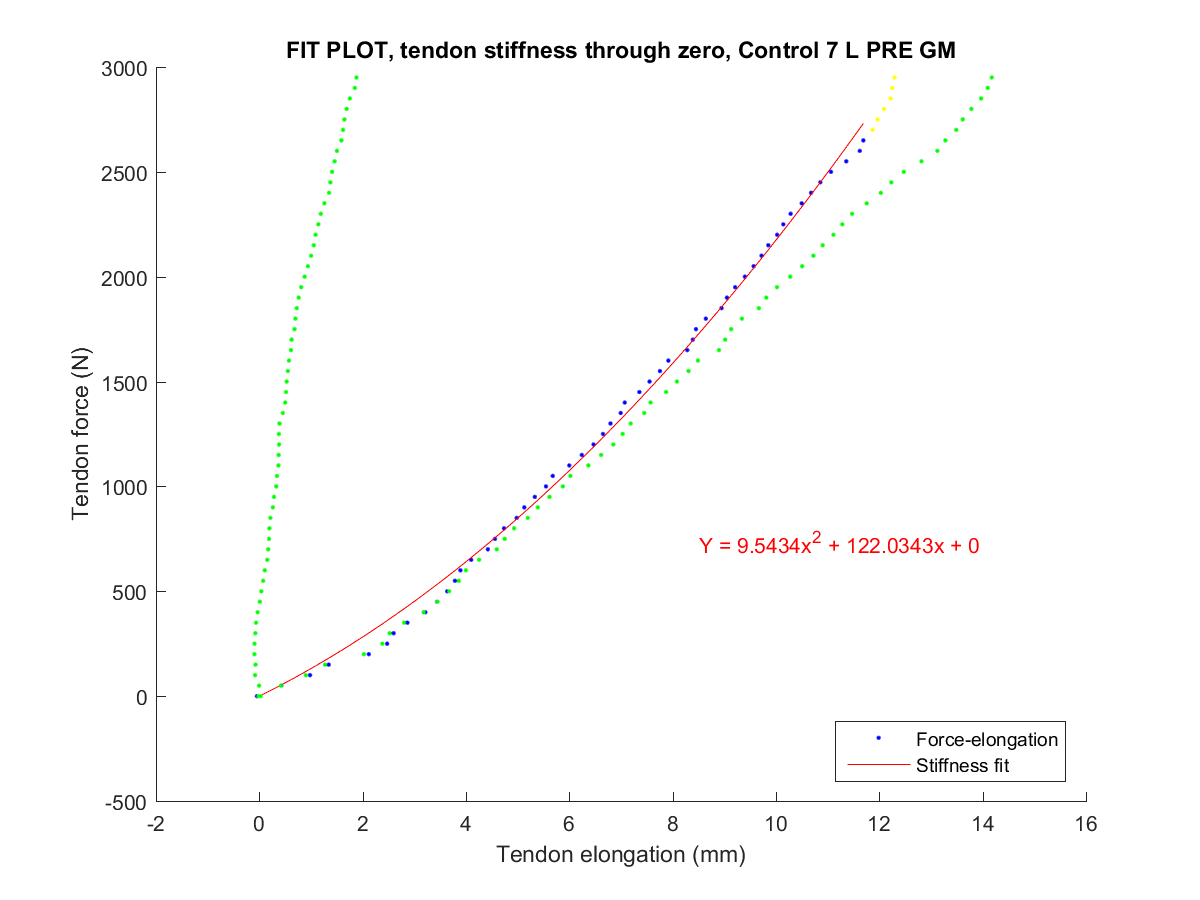 FIT PLOT, tendon stiffness through zero, Control 7 L PRE GM
3000
2500
2000
1500
1000
500
0
-500
Tendon force (N)
Y = 9.5434x² + 122.0343x + 0
Force-elongation
Stiffness fit
-2 0 2 4 6 8 10 12 14 16
Tendon elongation (mm)